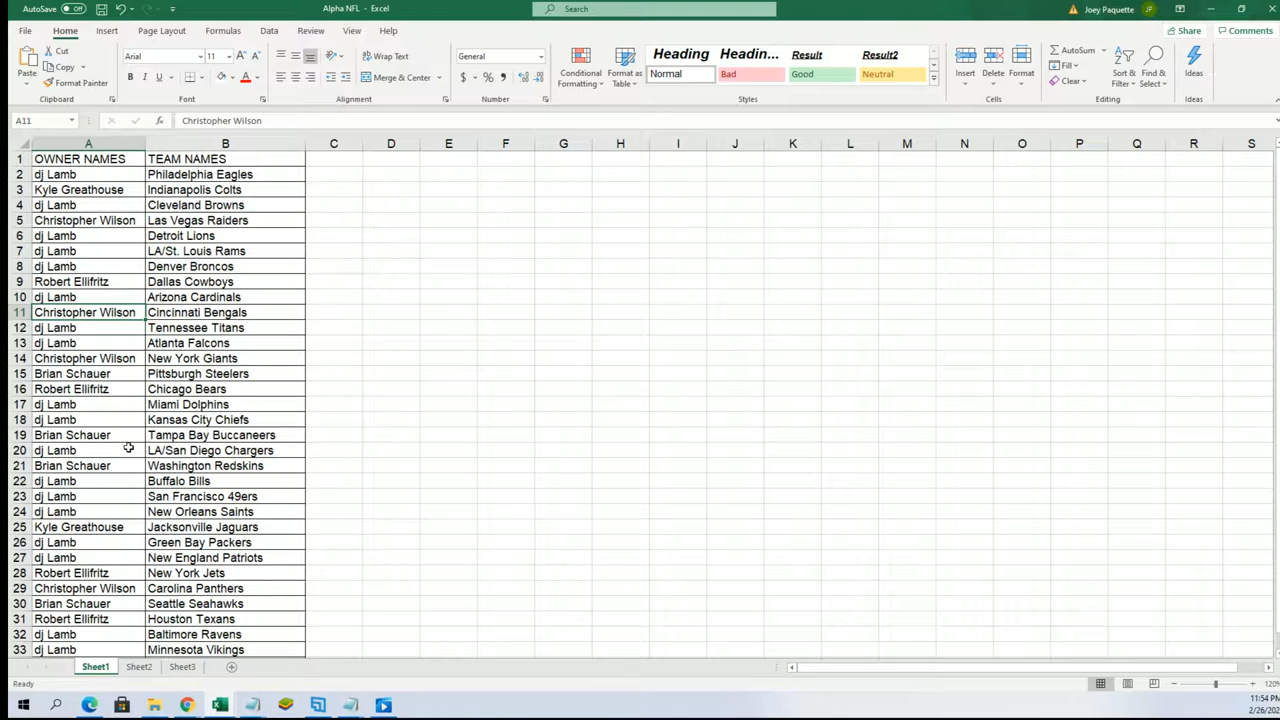 AutoSave Off Alpha NFL - Excel Search Joey Paquette JP
File Home Insert Page Layout Formulas Data Review View Help Share Comments
Paste Cut Copy Format Painter Clipboard
Arial 11 B I U A A A Font
Wrap Text Merge & Center Alignment
General $ % 9 Number
Conditional Formatting Format as Table
Heading Headin... Result Result2
Normal Bad Good Neutral
Styles
Insert Delete Format Cells
AutoSum Fill Clear Sort & Filter Find & Select Editing
Ideas Ideas
A11 fx Christopher Wilson
A B C D E F G H I J K L M N O P Q R S
1 OWNER NAMES TEAM NAMES
2 dj Lamb Philadelphia Eagles
3 Kyle Greathouse Indianapolis Colts
4 dj Lamb Cleveland Browns
5 Christopher Wilson Las Vegas Raiders
6 dj Lamb Detroit Lions
7 dj Lamb LA/St. Louis Rams
8 dj Lamb Denver Broncos
9 Robert Ellifritz Dallas Cowboys
10 dj Lamb Arizona Cardinals
11 Christopher Wilson Cincinnati Bengals
12 dj Lamb Tennessee Titans
13 dj Lamb Atlanta Falcons
14 Christopher Wilson New York Giants
15 Brian Schauer Pittsburgh Steelers
16 Robert Ellifritz Chicago Bears
17 dj Lamb Miami Dolphins
18 dj Lamb Kansas City Chiefs
19 Brian Schauer Tampa Bay Buccaneers
20 dj Lamb LA/San Diego Chargers
21 Brian Schauer Washington Redskins
22 dj Lamb Buffalo Bills
23 dj Lamb San Francisco 49ers
24 dj Lamb New Orleans Saints
25 Kyle Greathouse Jacksonville Jaguars
26 dj Lamb Green Bay Packers
27 dj Lamb New England Patriots
28 Robert Ellifritz New York Jets
29 Christopher Wilson Carolina Panthers
30 Brian Schauer Seattle Seahawks
31 Robert Ellifritz Houston Texans
32 dj Lamb Baltimore Ravens
33 dj Lamb Minnesota Vikings
Sheet1 Sheet2 Sheet3
Ready 120%
11:54 PM
2/26/202